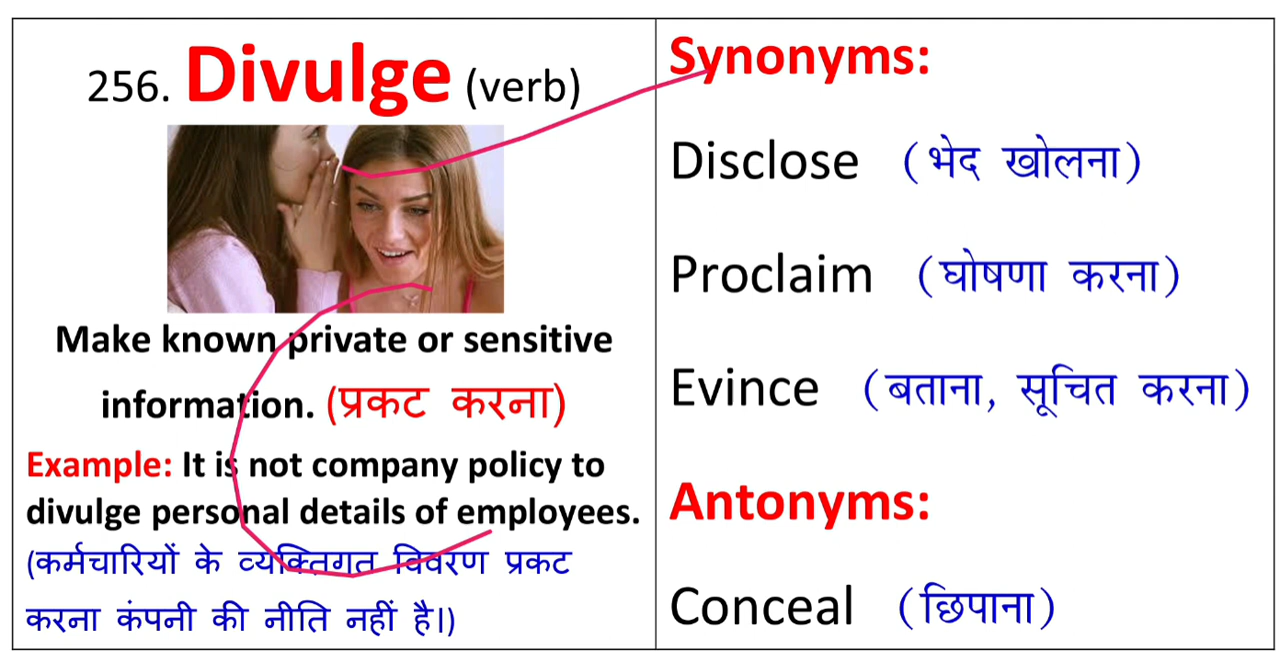 256. Divulge (verb)
Make known private or sensitive
information. (प्रकट करना)
Example: It is not company policy to
divulge personal details of employees.
(कर्मचारियों के व्यक्तिगत विवरण प्रकट
करना कंपनी की नीति नहीं है।)
Synonyms:
Disclose (भेद खोलना)
Proclaim (घोषणा करना)
Evince (बताना, सूचित करना)
Antonyms:
Conceal (छिपाना)